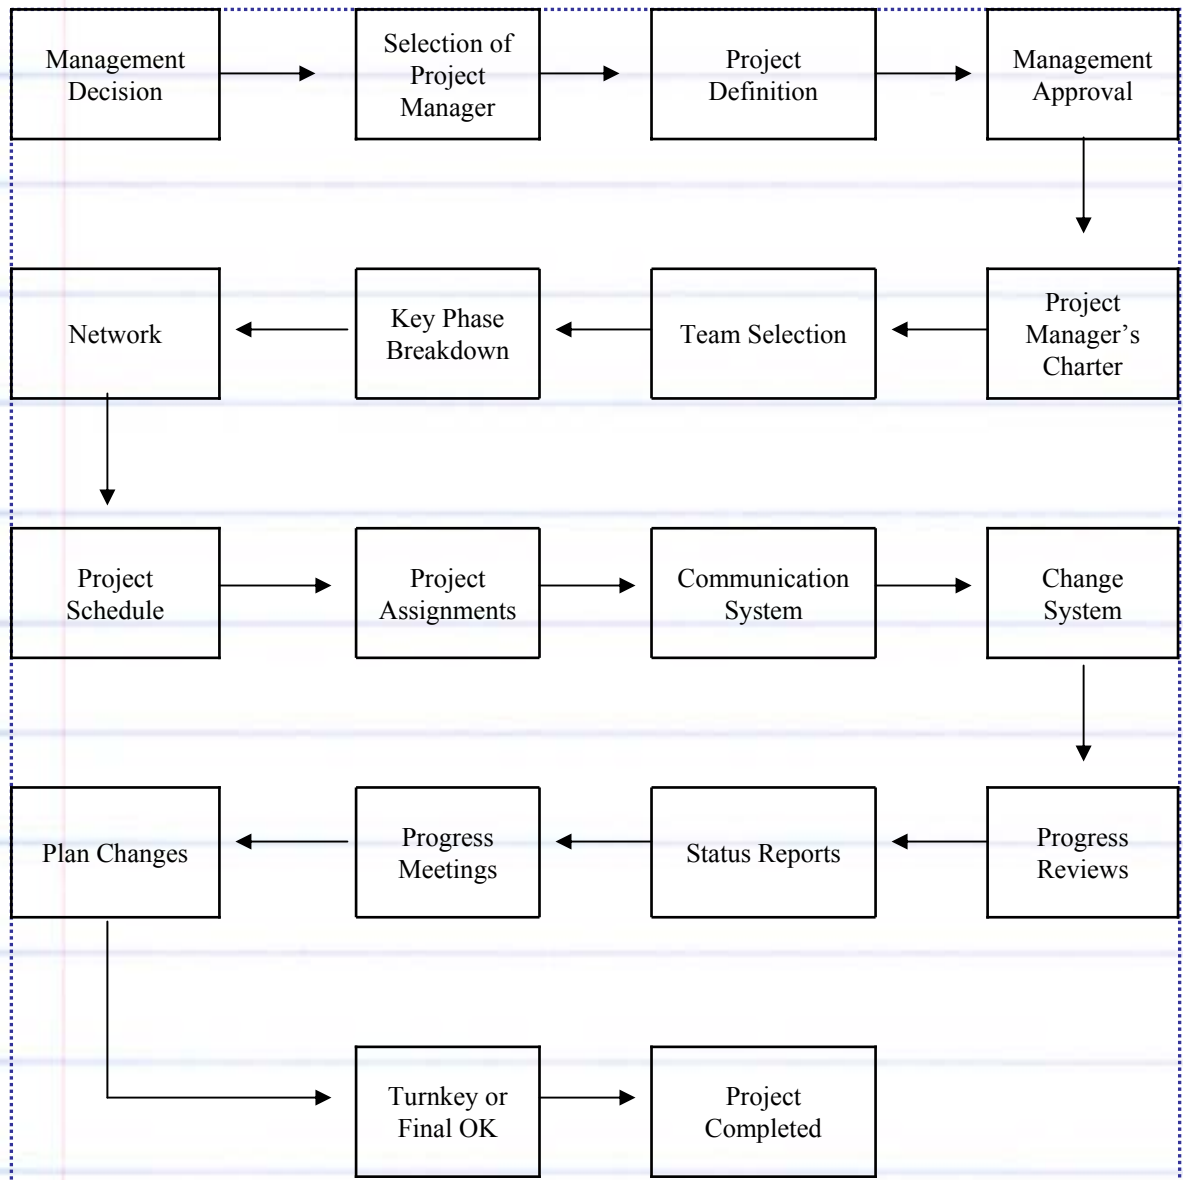 Management
Decision
Selection of
Project
Manager
Project
Definition
Management
Approval
Network
Key Phase
Breakdown
Team Selection
Project
Manager’s
Charter
Project
Schedule
Project
Assignments
Communication
System
Change
System
Plan Changes
Progress
Meetings
Status Reports
Progress
Reviews
Turnkey or
Final OK
Project
Completed